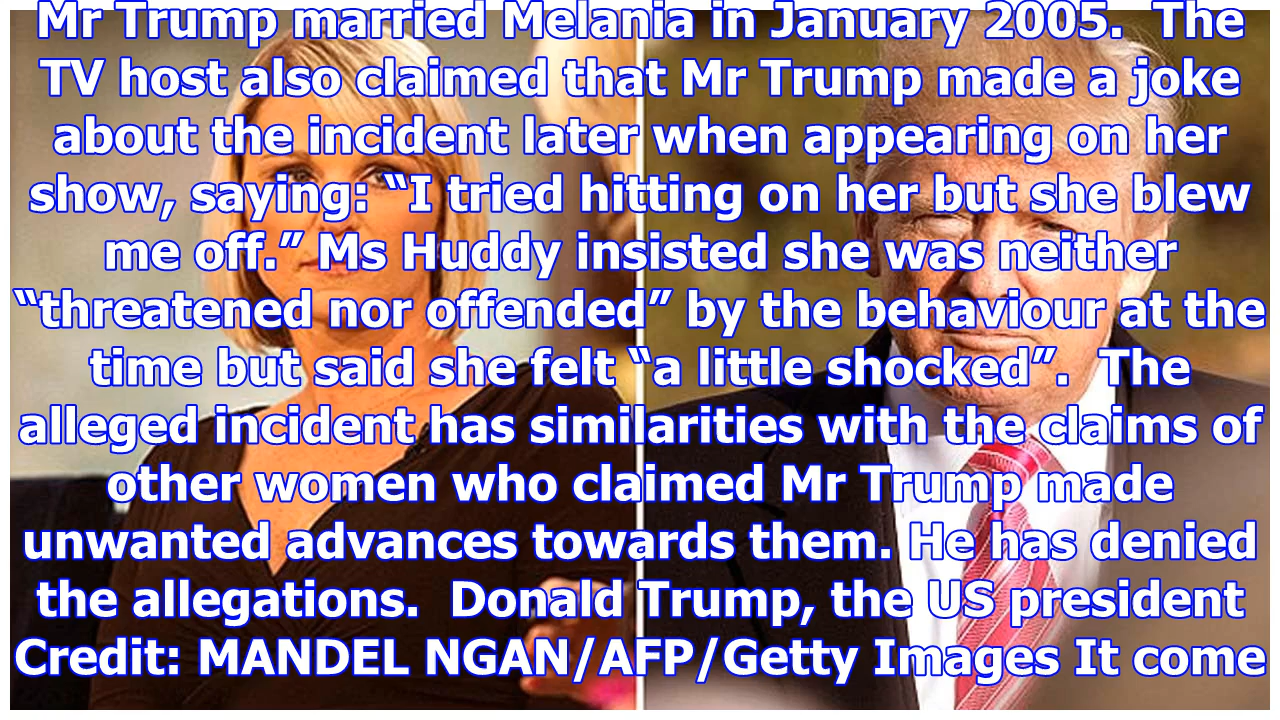 Mr Trump married Melania in January 2005.  The
TV host also claimed that Mr Trump made a joke
about the incident later when appearing on her
show, saying: “I tried hitting on her but she blew
me off.”  Ms Huddy insisted she was neither
“threatened nor offended” by the behaviour at the
time but said she felt “a little shocked”.  The
alleged incident has similarities with the claims of
other women who claimed Mr Trump made
unwanted advances towards them. He has denied
the allegations.  Donald Trump, the US president
Credit: MANDEL NGAN/AFP/Getty Images It come